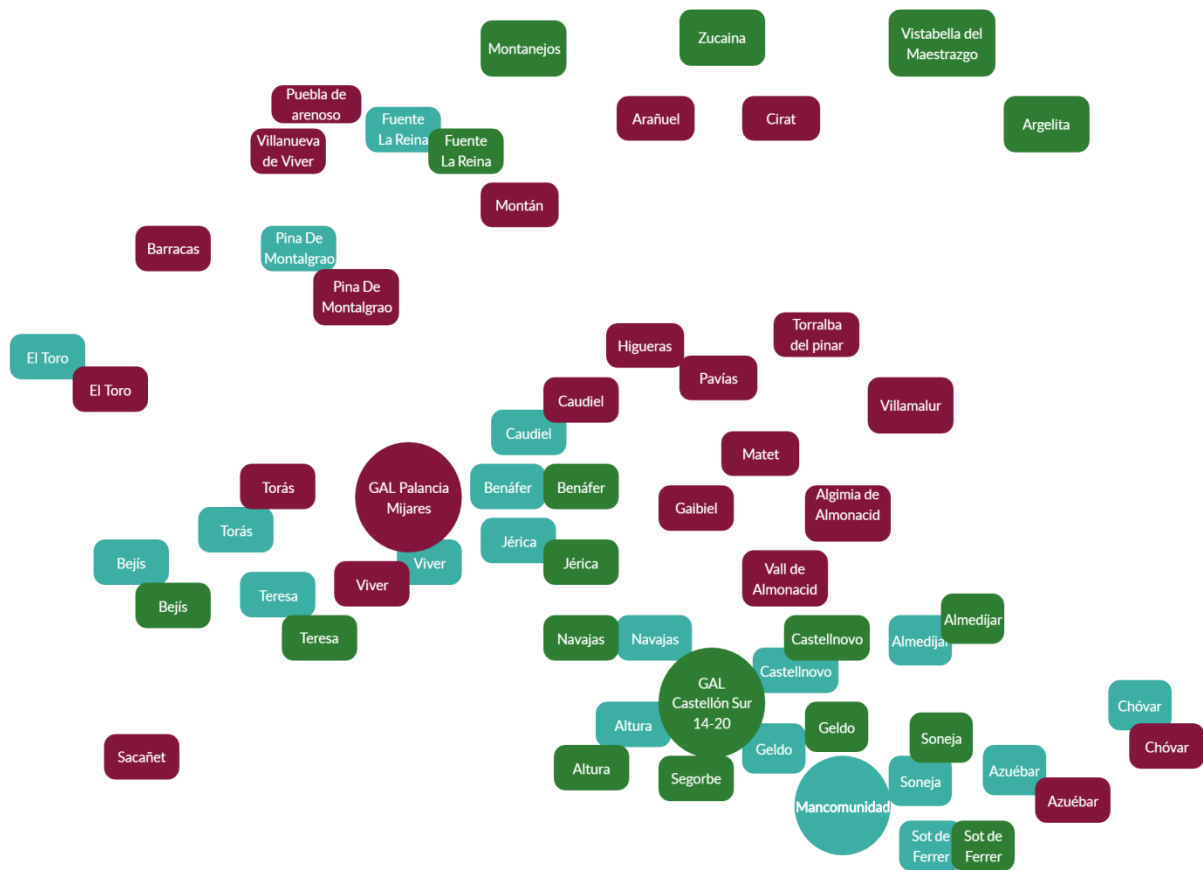 Montanejos
Zucaina
Vistabella del
Maestrazgo
Puebla de
arenoso
Fuente
La Reina
Arañuel
Cirat
Argelita
Villanueva
de Viver
Fuente
La Reina
Montán
Barracas
Pina De
Montalgrao
Pina De
Montalgrao
El Toro
El Toro
Higueras
Torralba
del pinar
Pavías
Caudiel
Villamalur
Caudiel
Matet
GAL Palancia
Mijares
Torás
Benáfer
Benáfer
Gaibiel
Algimia de
Almonacid
Torás
Jérica
Jérica
Bejís
Viver
Viver
Vall de
Almonacid
Bejís
Teresa
Teresa
Navajas
Navajas
Castellnovo
Castellnovo
Almedíjar
Almedíjar
GAL
Castellón Sur
14-20
Altura
Altura
Geldo
Geldo
Segorbe
Sacañet
Soneja
Soneja
Chóvar
Chóvar
Azuébar
Azuébar
Mancomunidad
Sot de
Ferrer
Sot de
Ferrer